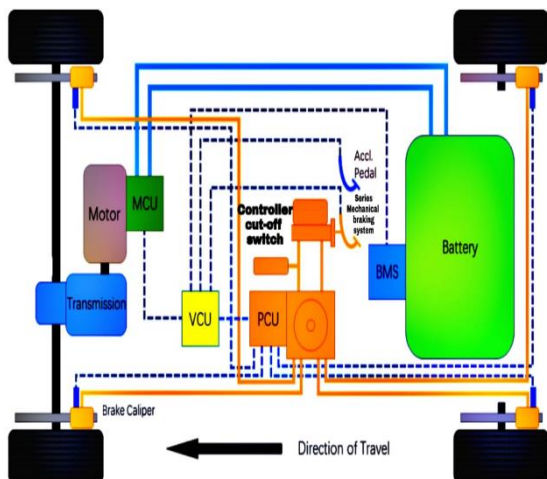 Accl.
Pedal
Series
Mechanical
braking
system
Controller
cut-off
switch
MCU
Motor
Battery
BMS
Transmission
VCU
PCU
Brake Caliper
Direction of Travel